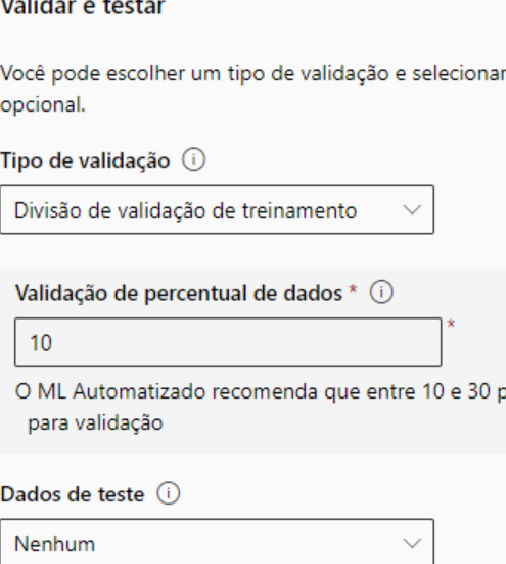 Validar e testar
Você pode escolher um tipo de validação e selecionar
opcional.
Tipo de validação
Divisão de validação de treinamento
Validação de percentual de dados *
10 *
O ML Automatizado recomenda que entre 10 e 30 p
para validação
Dados de teste
Nenhum